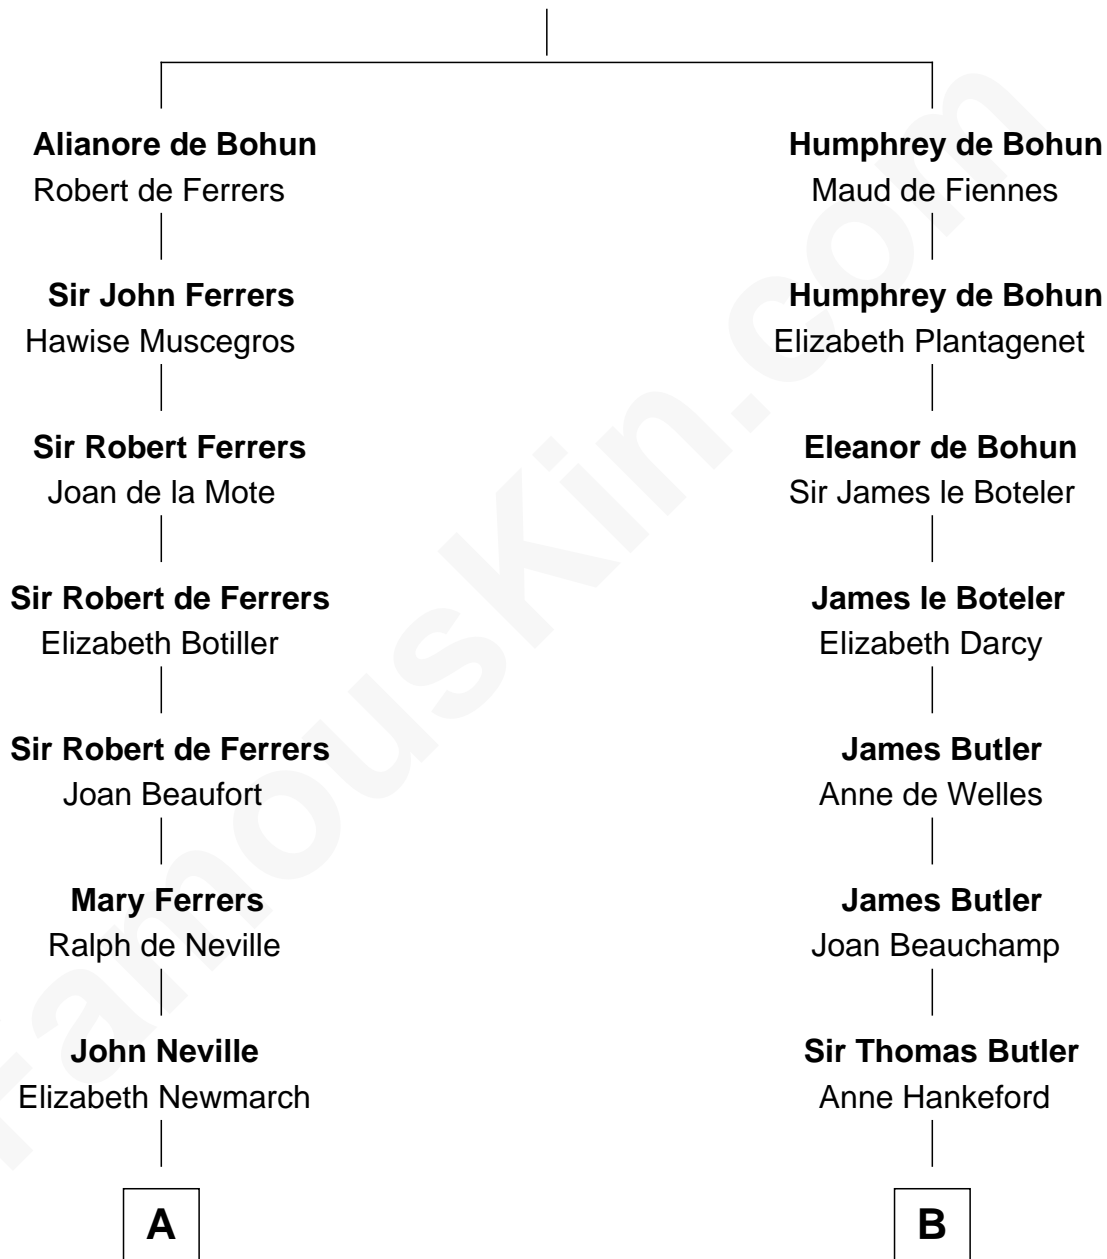 Alianore de Bohun
Robert de Ferrers
Sir John Ferrers
Hawise Muscegros
Sir Robert Ferrers
Joan de la Mote
Sir Robert de Ferrers
Elizabeth Botiller
Sir Robert de Ferrers
Joan Beaufort
Mary Ferrers
Ralph de Neville
John Neville
Elizabeth Newmarch
A
Humphrey de Bohun
Maud de Fiennes
Humphrey de Bohun
Elizabeth Plantagenet
Eleanor de Bohun
Sir James le Boteler
James le Boteler
Elizabeth Darcy
James Butler
Anne de Welles
James Butler
Joan Beauchamp
Sir Thomas Butler
Anne Hankeford
B
FamousKin.com